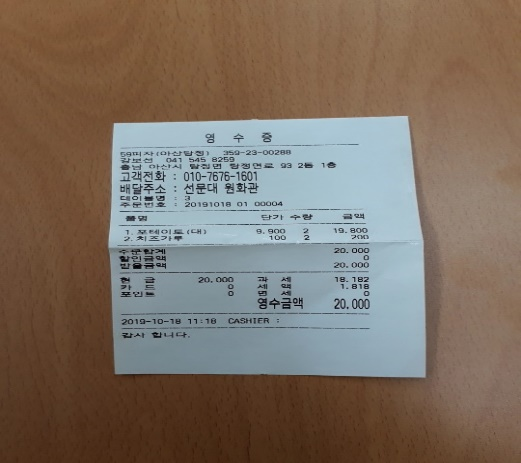 영 수 증
59피자(아산탕정) 359-23-00288
강보선 041 545 8259
충남 아산시 탕정면 탕정면로 93 2동 1층
고객전화 : 010-7676-1601
배달주소 : 선문대 원화관
테이블명 : 3
주문번호 : 20191018 01 00004
품명 단가 수량 금액
1. 포테이토(대) 9.900 2 19.800
2. 치즈가루 100 2 200
주문합계 20.000
할인금액 0
받을금액 20.000
현 금 20.000 과 세 18.182
카 드 0 세 액 1.818
포인트 0 면 세 0
영수금액 20.000
2019-10-18 11:18 CASHIER :
감사 합니다.